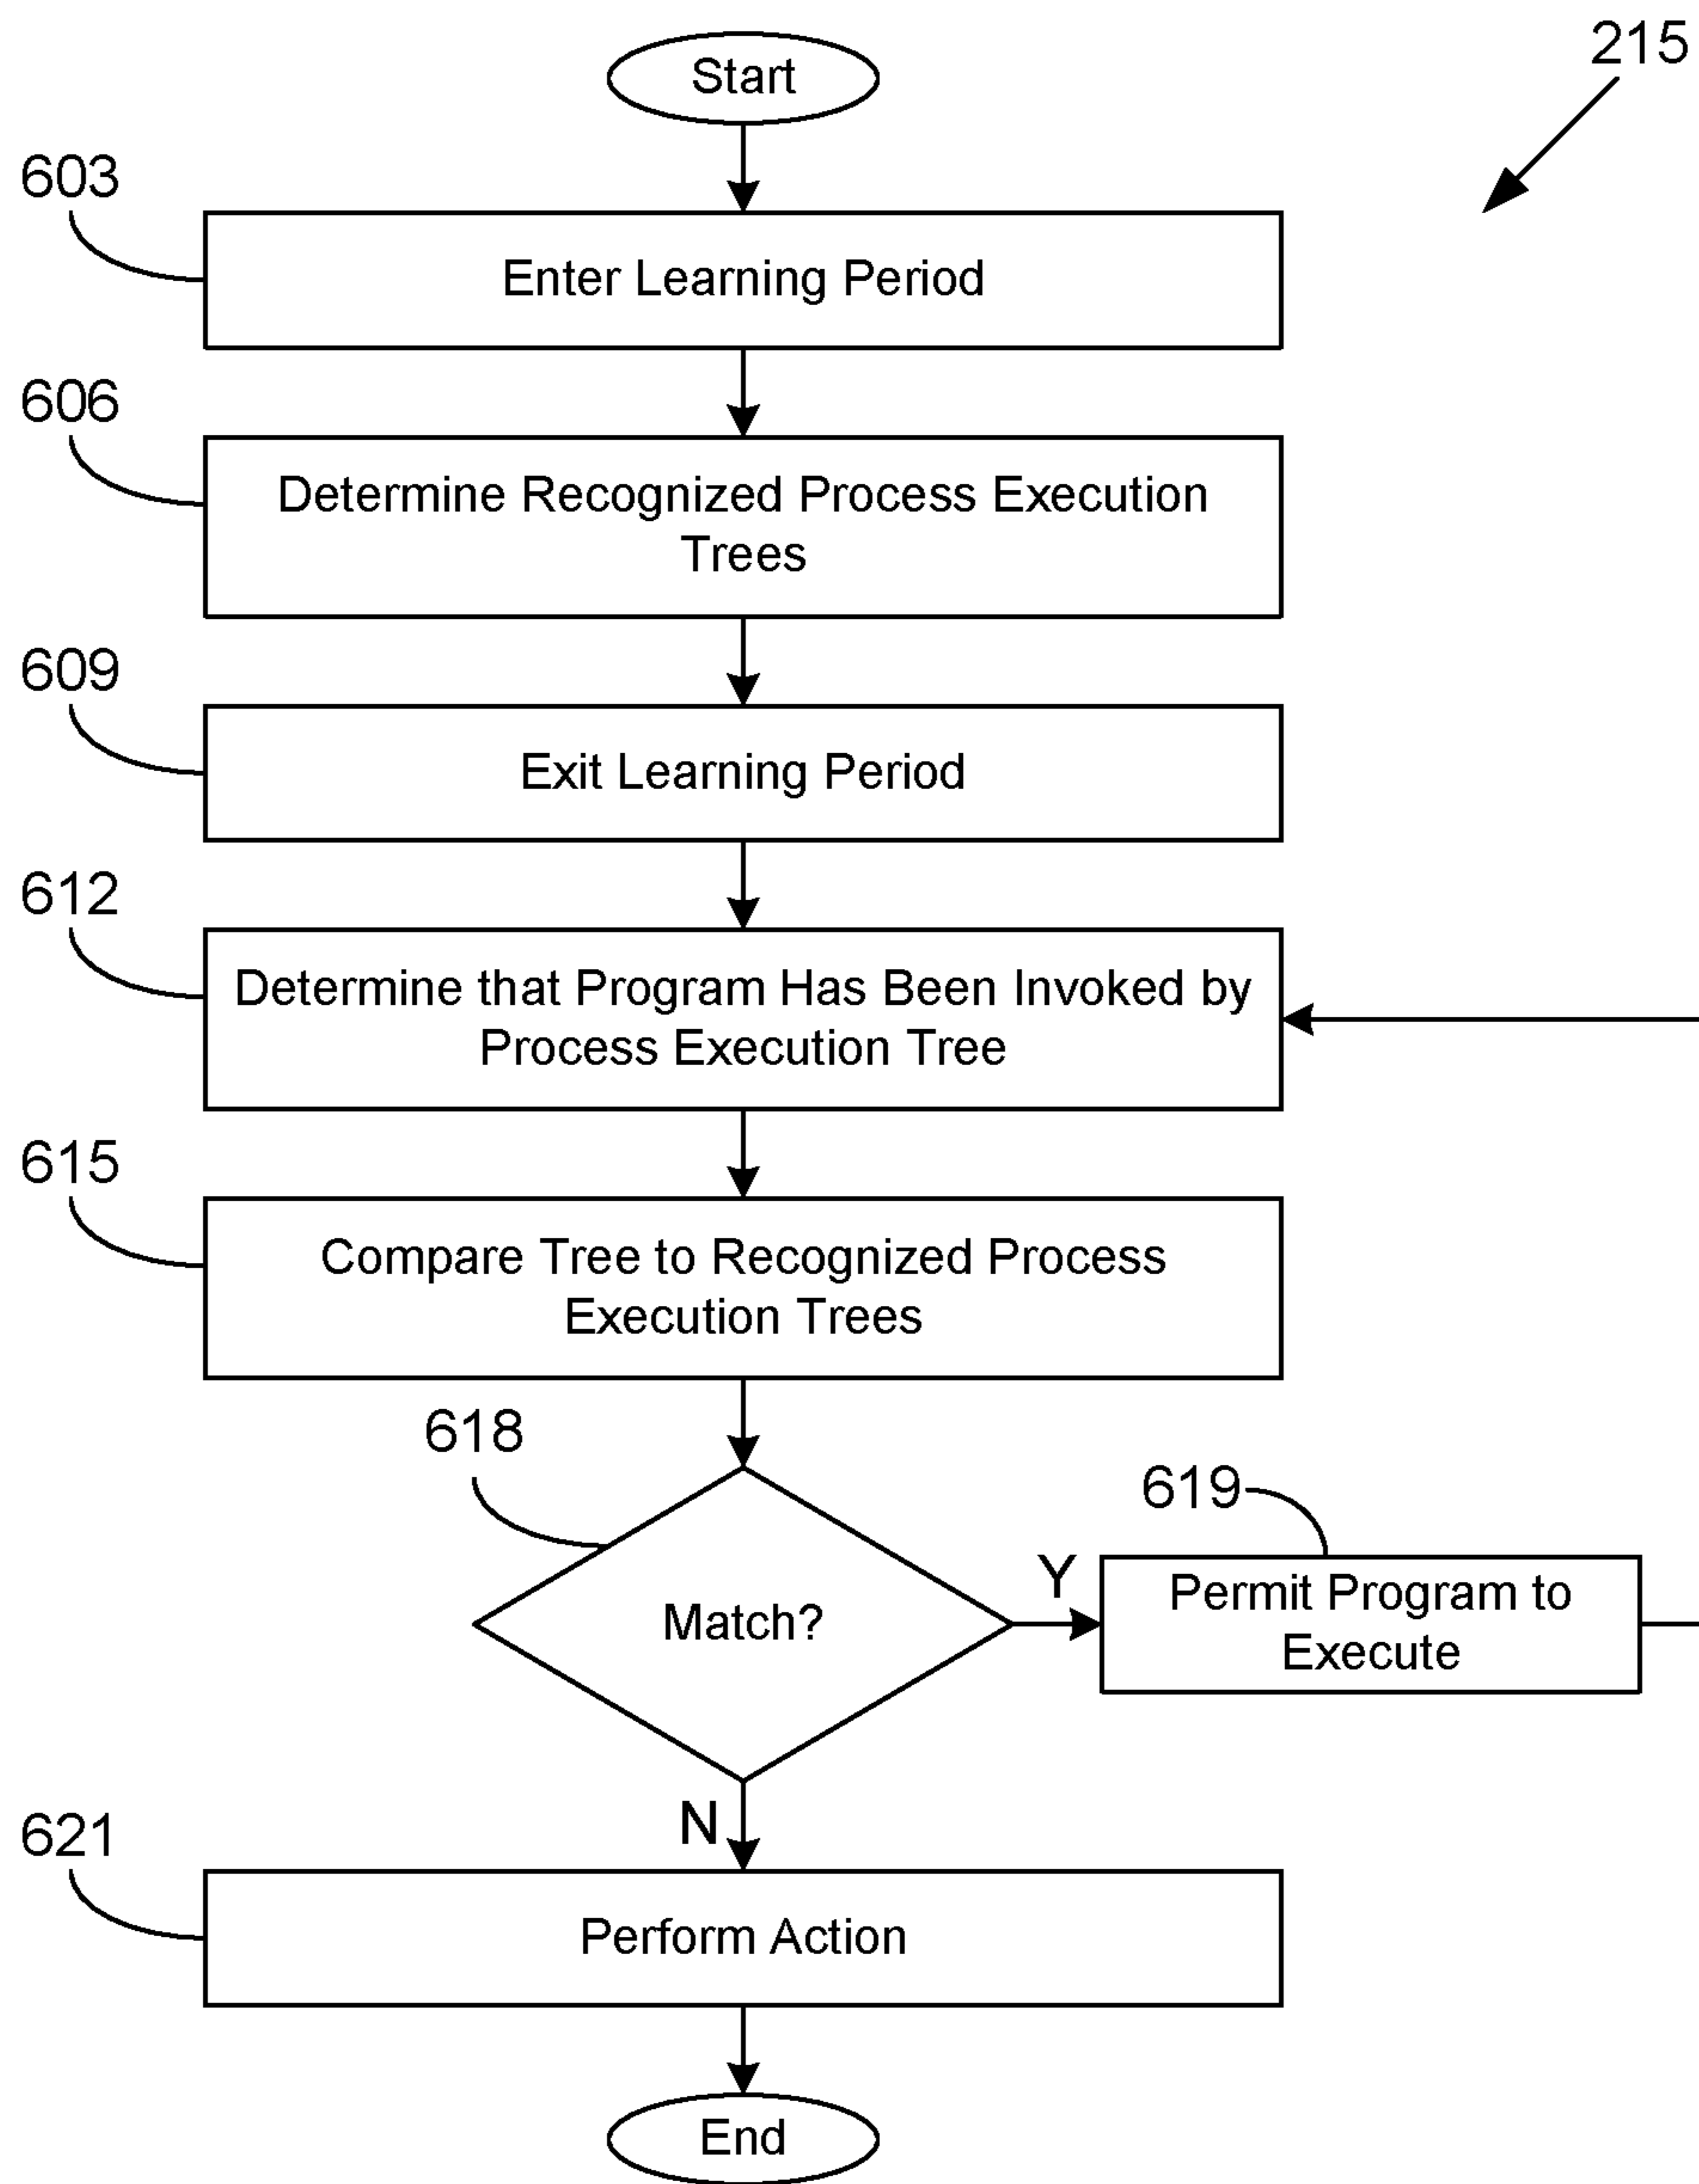 Start
215
603
Enter Learning Period
606
Determine Recognized Process Execution
Trees
609
Exit Learning Period
612
Determine that Program Has Been Invoked by
Process Execution Tree
615
Compare Tree to Recognized Process
Execution Trees
618
Match?
Y
619
Permit Program to
Execute
N
621
Perform Action
End